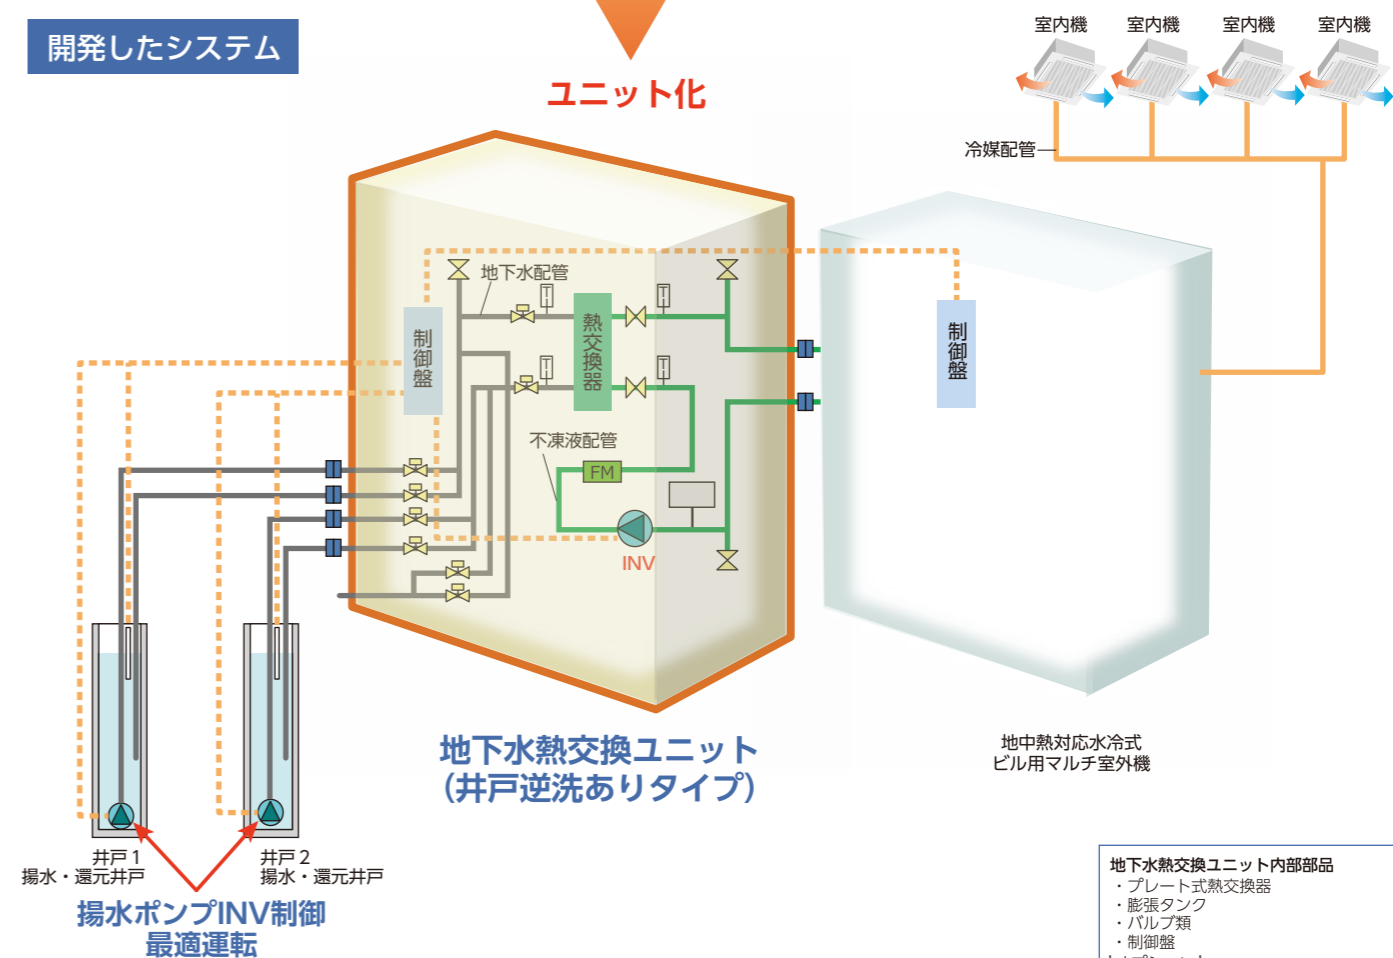 開発したシステム
ユニット化
室内機
室内機
室内機
室内機
冷媒配管
地下水配管
T
T
T
T
制御盤
熱交換器
制御盤
不凍液配管
FM
INV
地下水熱交換ユニット
（井戸逆洗ありタイプ）
地中熱対応水冷式
ビル用マルチ室外機
井戸1
揚水・還元井戸
井戸2
揚水・還元井戸
揚水ポンプINV制御
最適運転
地下水熱交換ユニット内部部品
・プレート式熱交換器
・膨張タンク
・バルブ類
・制御盤